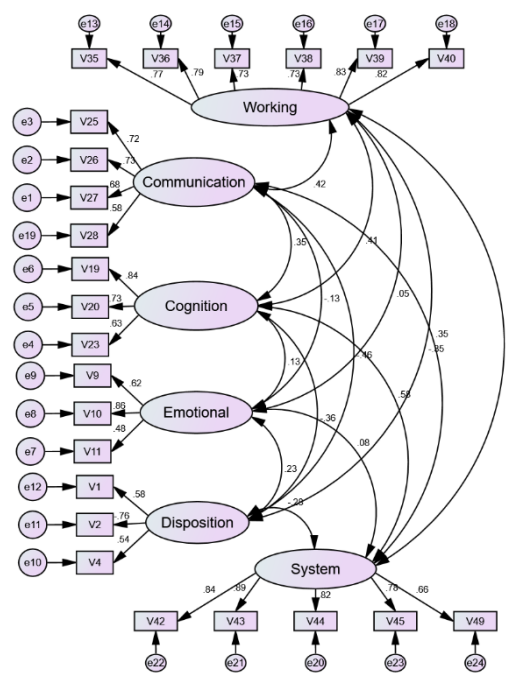 e13 e14 e15 e16 e17 e18
V35 V36 V37 V38 V39 V40
.77 .79 .73 .73 .83 .82
Working
e3 V25 .72
e2 V26 .73
e1 V27 .68
e19 V28 .58
Communication
.42
e6 V19 .84
e5 V20 .73
e4 V23 .63
Cognition
.35 .41
-.13 .05
e9 V9 .62
e8 V10 .86
e7 V11 .48
Emotional
.13 -.46 .35
-.35
.58
-.36
.08
e12 V1 .58
e11 V2 -.76
e10 V4 .54
Disposition
.23
-.28
System
.84 .89 .82 .78 .66
V42 V43 V44 V45 V49
e22 e21 e20 e23 e24